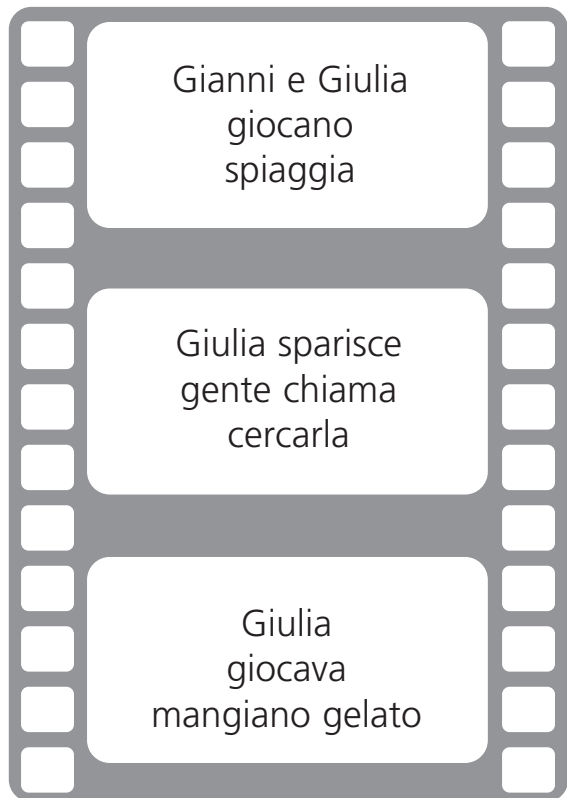 Gianni e Giulia
giocano
spiaggia
Giulia sparisce
gente chiama
cercarla
Giulia
giocava
mangiano gelato